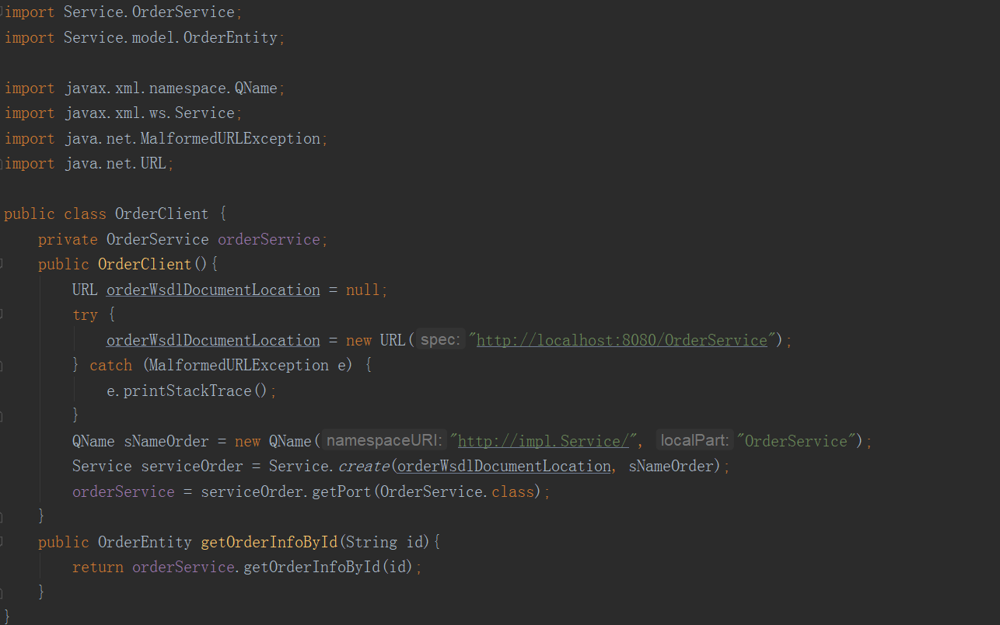 import Service.OrderService;
import Service.model.OrderEntity;
import javax.xml.namespace.QName;
import javax.xml.ws.Service;
import java.net.MalformedURLException;
import java.net.URL;
public class OrderClient {
    private OrderService orderService;
    public OrderClient(){
        URL orderWsdlDocumentLocation = null;
        try {
            orderWsdlDocumentLocation = new URL( spec: "http://localhost:8080/OrderService");
        } catch (MalformedURLException e) {
            e.printStackTrace();
        }
        QName sNameOrder = new QName( namespaceURI: "http://impl.Service/", localPart: "OrderService");
        Service serviceOrder = Service.create(orderWsdlDocumentLocation, sNameOrder);
        orderService = serviceOrder.getPort(OrderService.class);
    }
    public OrderEntity getOrderInfoById(String id){
        return orderService.getOrderInfoById(id);
    }
}